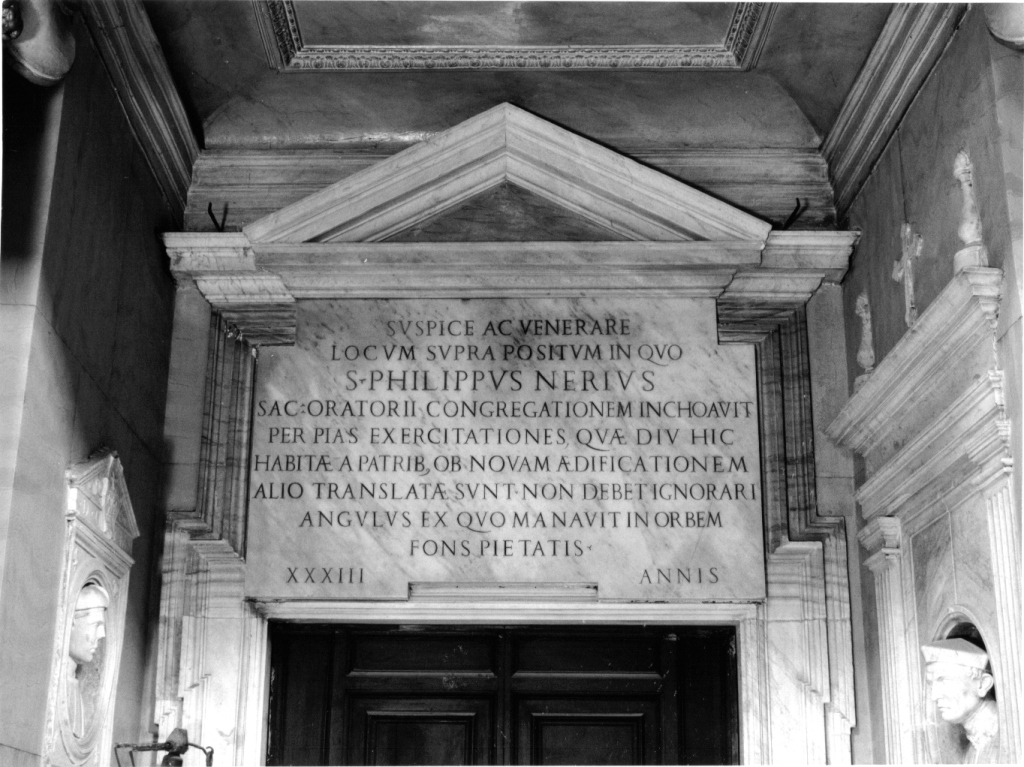 SVSPICE AC VENERARE
LOCVM SVPRA POSITVM IN QVO
S·PHILIPPVS NERIVS
SAC:ORATORII CONGREGATIONEM INCHOAVIT
PER PIAS EXERCITATIONES, QVÆ DIV HIC
HABITÆ A PATRIB, OB NOVAM ÆDIFICATIONEM
ALIO TRANSLATÆ SVNT·NON DEBET IGNORARI
ANGVLVS EX QVO MANAVIT IN ORBEM
FONS PIETATIS·
XXXIII ANNIS